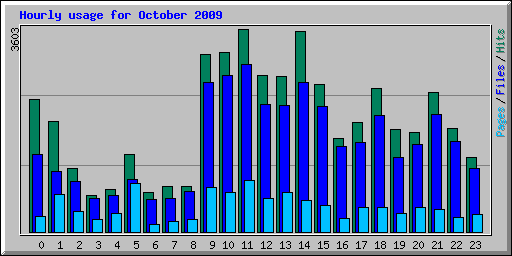 Hourly usage for October 2009
3603
Pages/Files/Hits
0 1 2 3 4 5 6 7 8 9 10 11 12 13 14 15 16 17 18 19 20 21 22 23